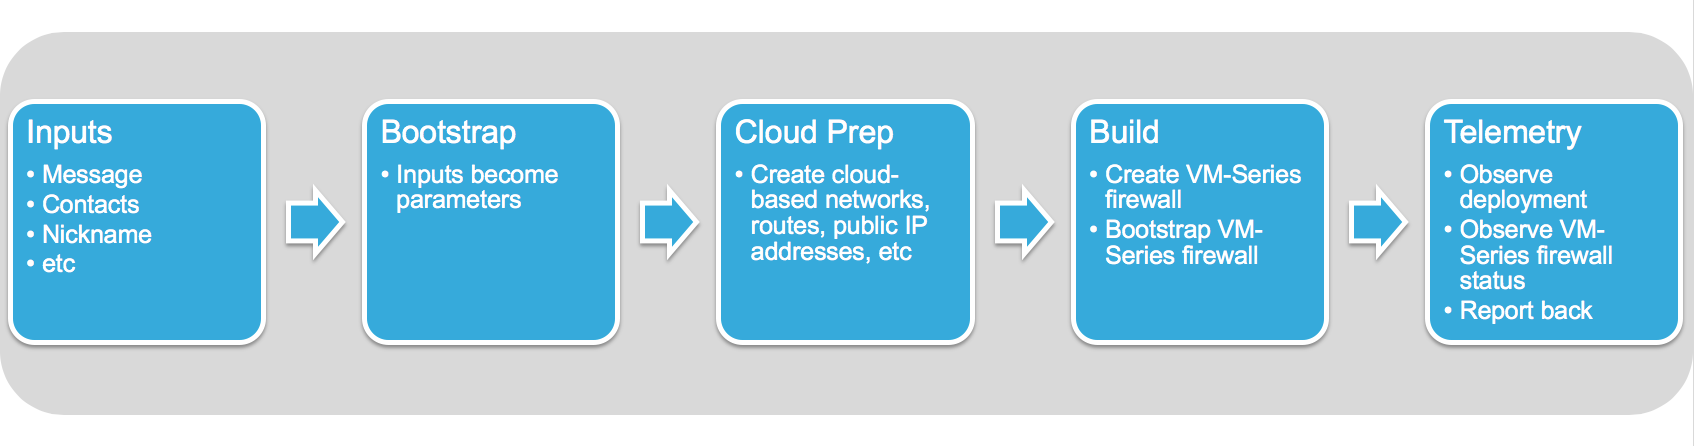 Inputs
• Message
• Contacts
• Nickname
• etc
Bootstrap
• Inputs become
parameters
Cloud Prep
• Create cloud-
based networks,
routes, public IP
addresses, etc
Build
• Create VM-Series
firewall
• Bootstrap VM-
Series firewall
Telemetry
• Observe
deployment
• Observe VM-
Series firewall
status
• Report back